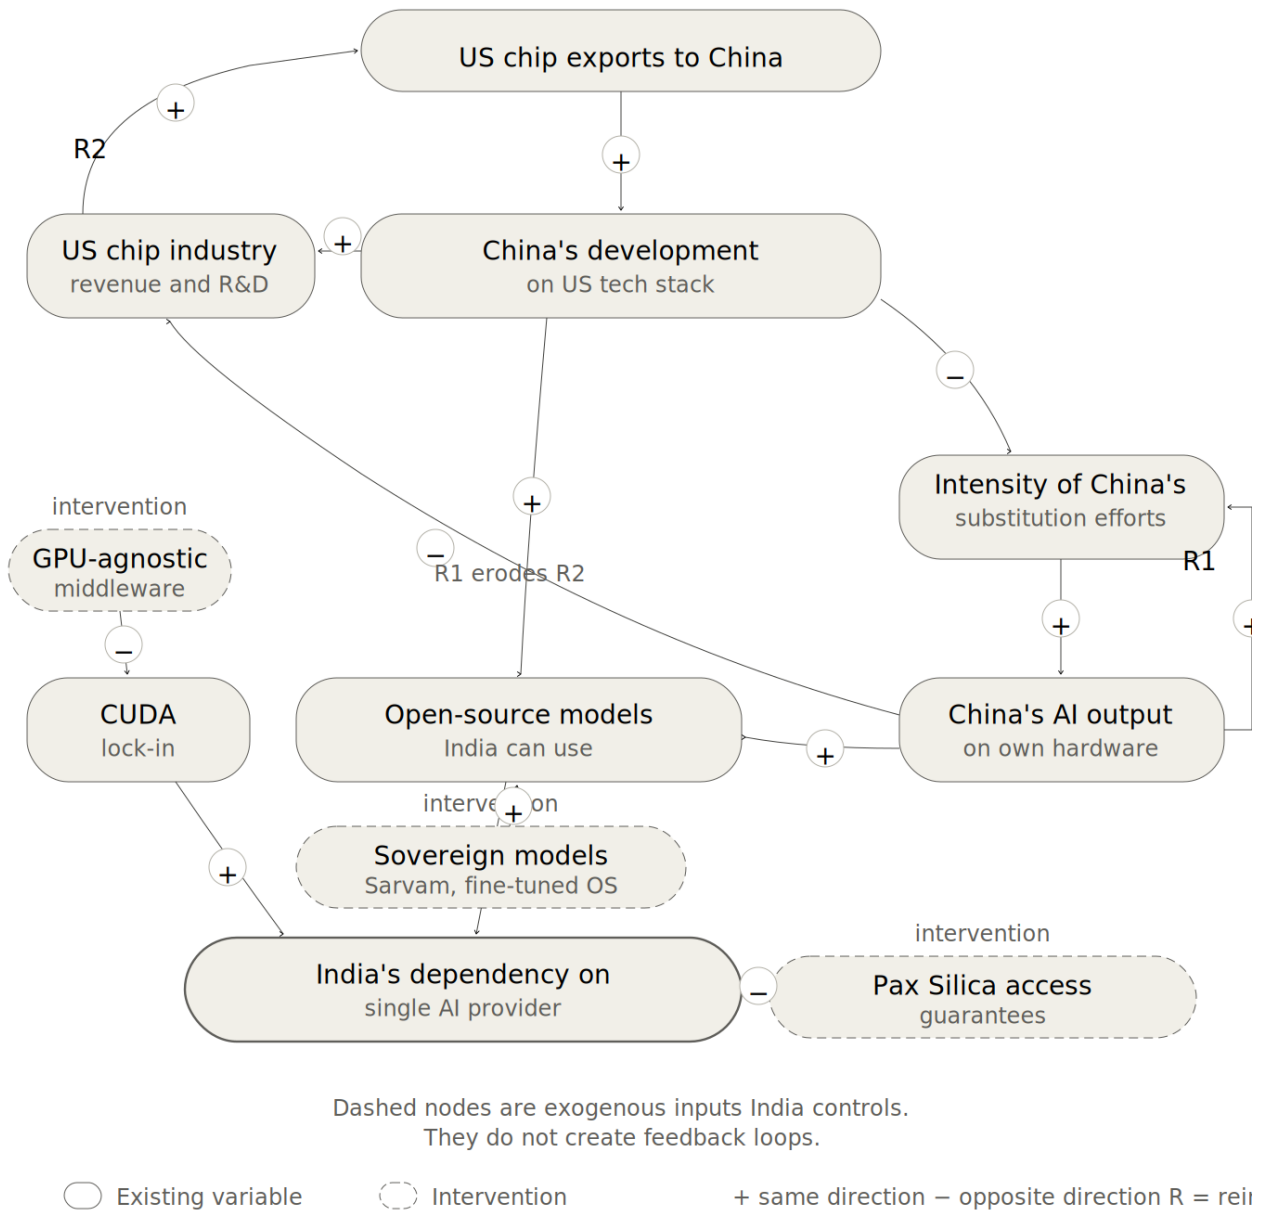 US chip exports to China
+
+
R2
US chip industry
revenue and R&D
+
China's development
on US tech stack
−
Intensity of China's
substitution efforts
R1
+
intervention
GPU-agnostic
middleware
−
R1 erodes R2
+
+
+
−
CUDA
lock-in
Open-source models
India can use
China's AI output
on own hardware
+
intervention
+
Sovereign models
Sarvam, fine-tuned OS
+
India's dependency on
single AI provider
−
intervention
Pax Silica access
guarantees
Dashed nodes are exogenous inputs India controls.
They do not create feedback loops.
Existing variable
Intervention
+ same direction − opposite direction R =